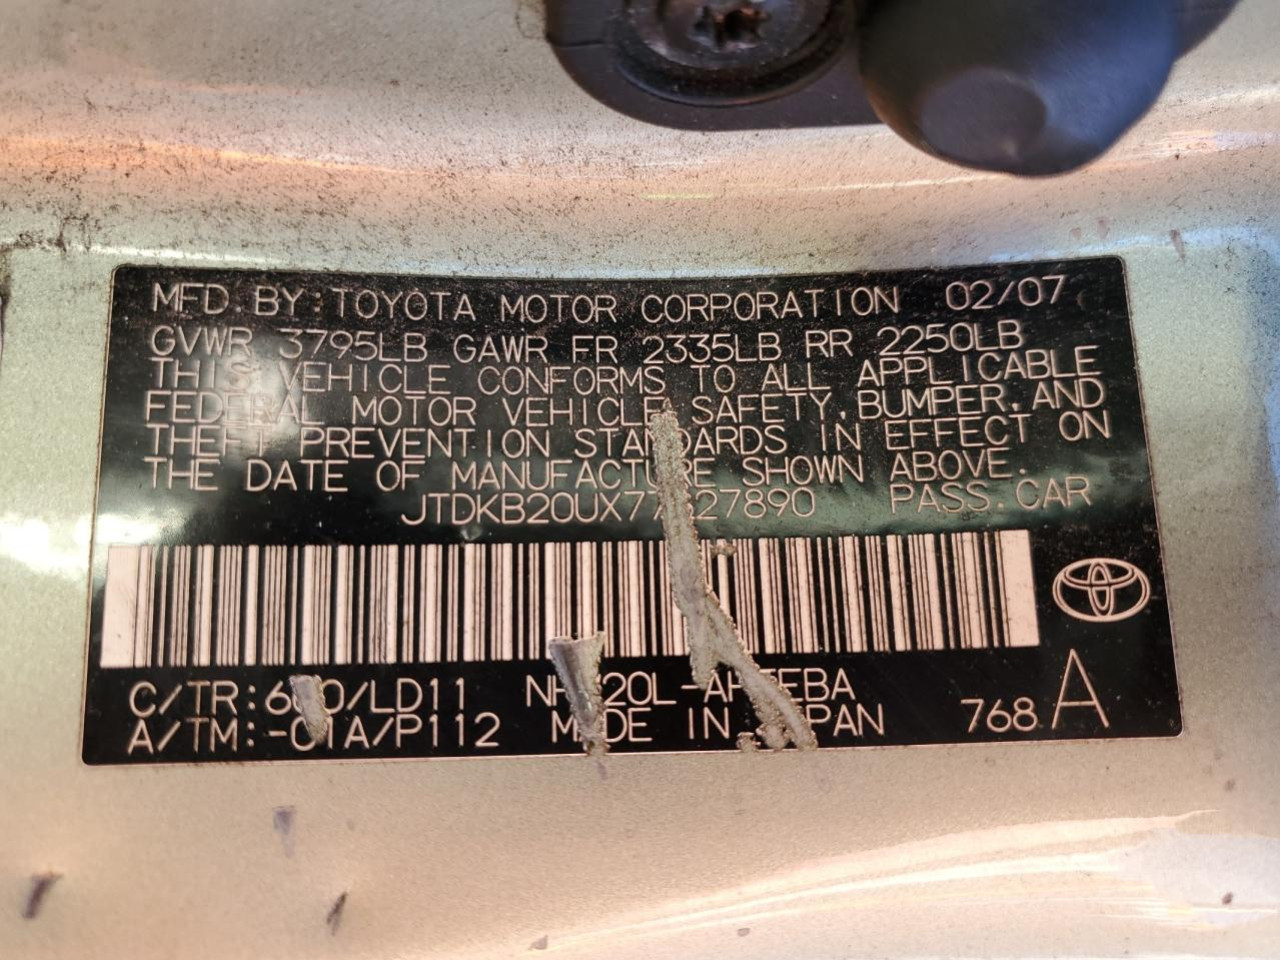 MFD.BY:TOYOTA MOTOR CORPORATION 02/07
GVWR 3795LB GAWR FR 2335LB RR 2250LB
THIS VEHICLE CONFORMS TO ALL APPLICABLE
FEDERAL MOTOR VEHICLE SAFETY, BUMPER, AND
THEFT PREVENTION STANDARDS IN EFFECT ON
THE DATE OF MANUFACTURE SHOWN ABOVE.
PASS. CAR
C/TR: /LD11
A/TM:-01A/P112 MADE IN JAPAN 768 A